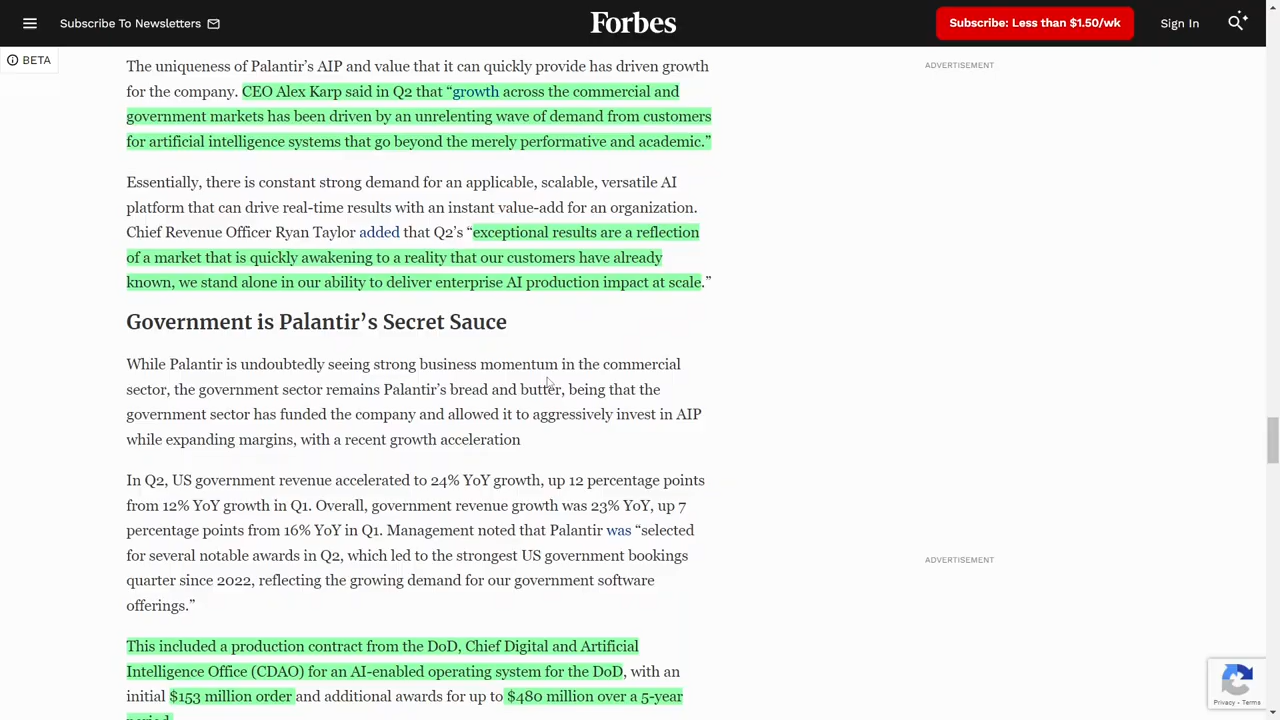 Subscribe To Newsletters
Forbes
Subscribe: Less than $1.50/wk
Sign In
BETA
ADVERTISEMENT
The uniqueness of Palantir’s AIP and value that it can quickly provide has driven growth
for the company. CEO Alex Karp said in Q2 that “growth across the commercial and
government markets has been driven by an unrelenting wave of demand from customers
for artificial intelligence systems that go beyond the merely performative and academic.”
Essentially, there is constant strong demand for an applicable, scalable, versatile AI
platform that can drive real-time results with an instant value-add for an organization.
Chief Revenue Officer Ryan Taylor added that Q2’s “exceptional results are a reflection
of a market that is quickly awakening to a reality that our customers have already
known, we stand alone in our ability to deliver enterprise AI production impact at scale.”
Government is Palantir’s Secret Sauce
While Palantir is undoubtedly seeing strong business momentum in the commercial
sector, the government sector remains Palantir’s bread and butter, being that the
government sector has funded the company and allowed it to aggressively invest in AIP
while expanding margins, with a recent growth acceleration
In Q2, US government revenue accelerated to 24% YoY growth, up 12 percentage points
from 12% YoY growth in Q1. Overall, government revenue growth was 23% YoY, up 7
percentage points from 16% YoY in Q1. Management noted that Palantir was “selected
for several notable awards in Q2, which led to the strongest US government bookings
quarter since 2022, reflecting the growing demand for our government software
offerings.”
ADVERTISEMENT
This included a production contract from the DoD, Chief Digital and Artificial
Intelligence Office (CDAO) for an AI-enabled operating system for the DoD, with an
initial $153 million order and additional awards for up to $480 million over a 5-year
period
Privacy - Terms